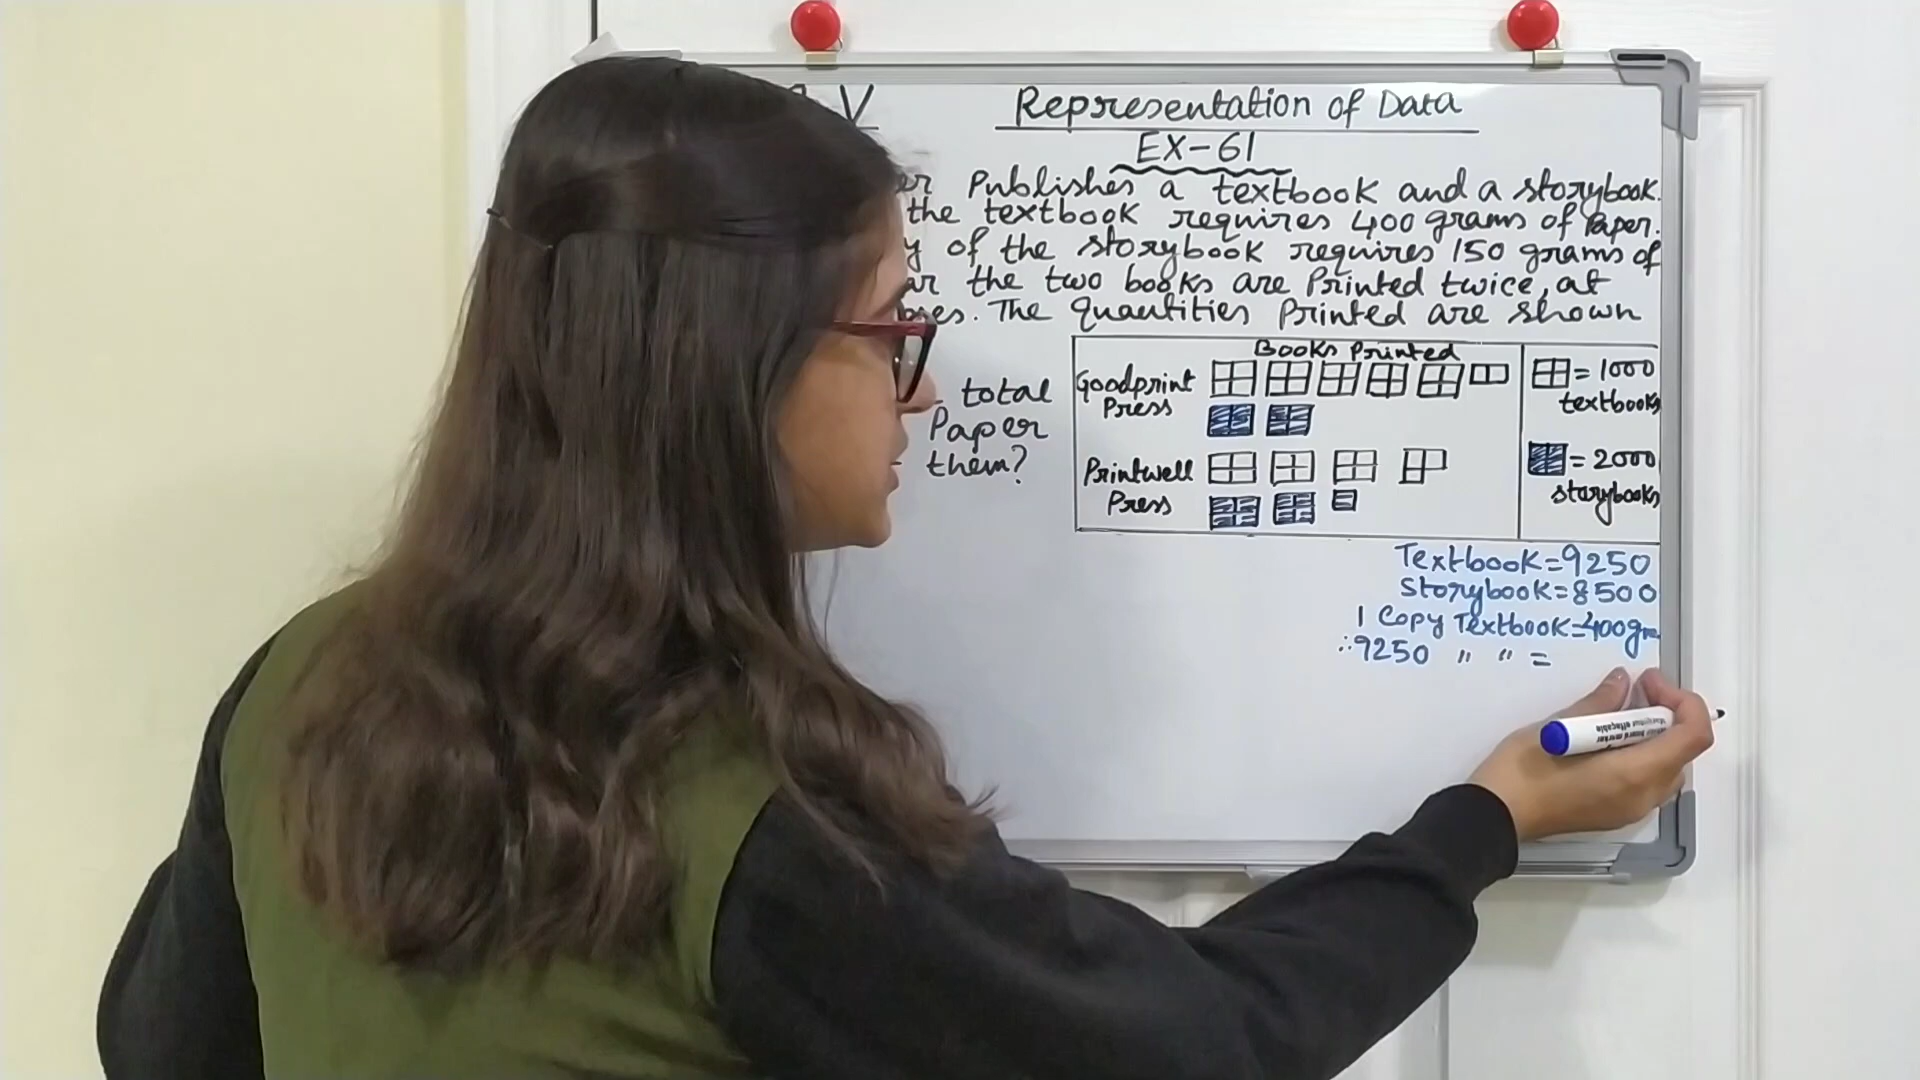 V
Representation of Data
EX-61
er Publishes a textbook and a storybook.
the textbook requires 400 grams of Paper.
y of the storybook requires 150 grams of
ar the two books are Printed twice, at
The quantities Printed are shown
total
Paper
them?
Books Printed
Goodprint
Press
Printwell
Press
= 1000
textbooks
= 2000
storybooks
Textbook=9250
Storybook=8500
1 Copy Textbook=400gm
∴9250 " " =